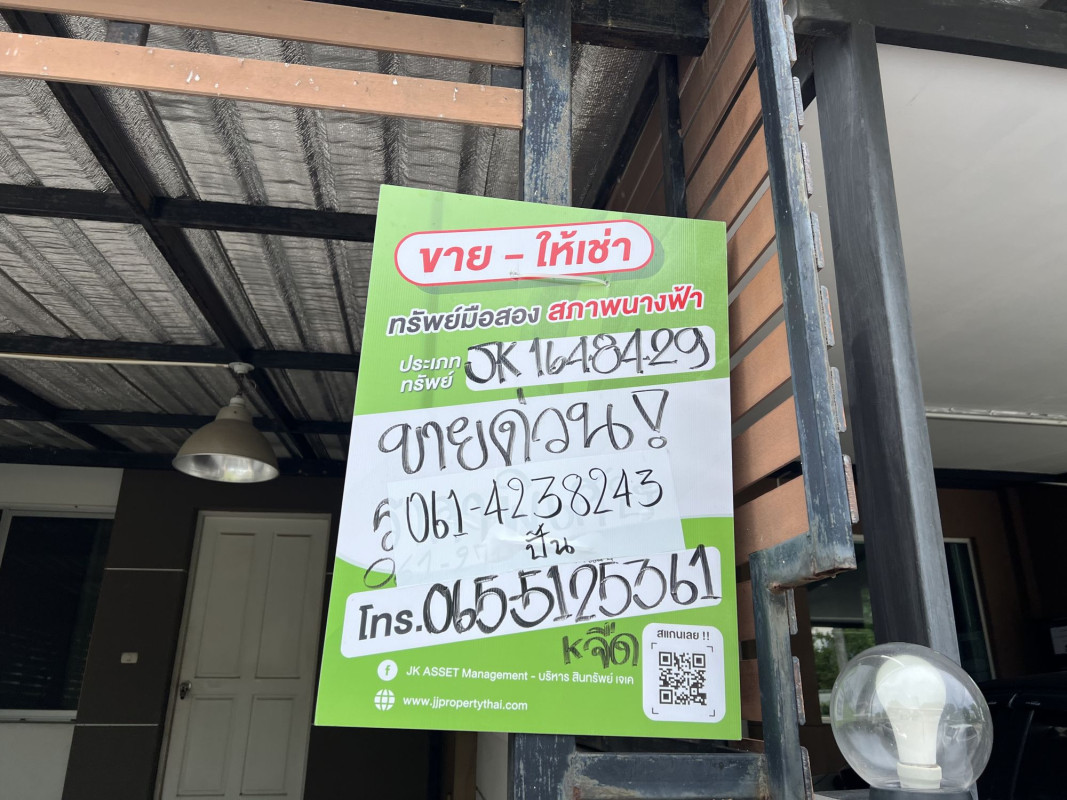 ขาย - ให้เช่า
ทรัพย์มือสอง สภาพนางฟ้า
ประเภท
ทรัพย์ JK 1648429
ขายด่วน!
061-4238243
ปิ่น
โทร. 065-5125361
K จี๊ด
สแกนเลย !!
JK ASSET Management - บริหาร สินทรัพย์ เจเค
www.jjpropertythai.com